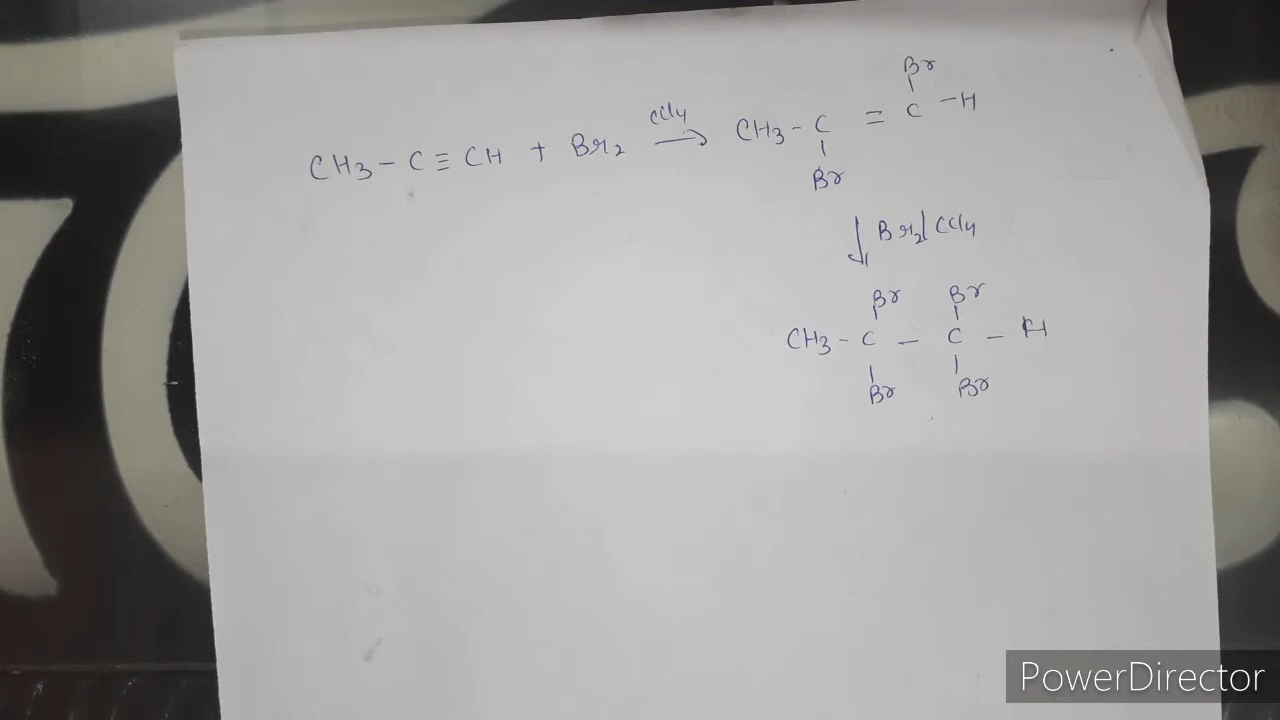 CH3 - C ≡ CH + Br2 →(CCl4) CH3 - C = C - H
Br
Br
↓ Br2 | CCl4
Br Br
CH3 - C - C - H
Br Br
PowerDirector